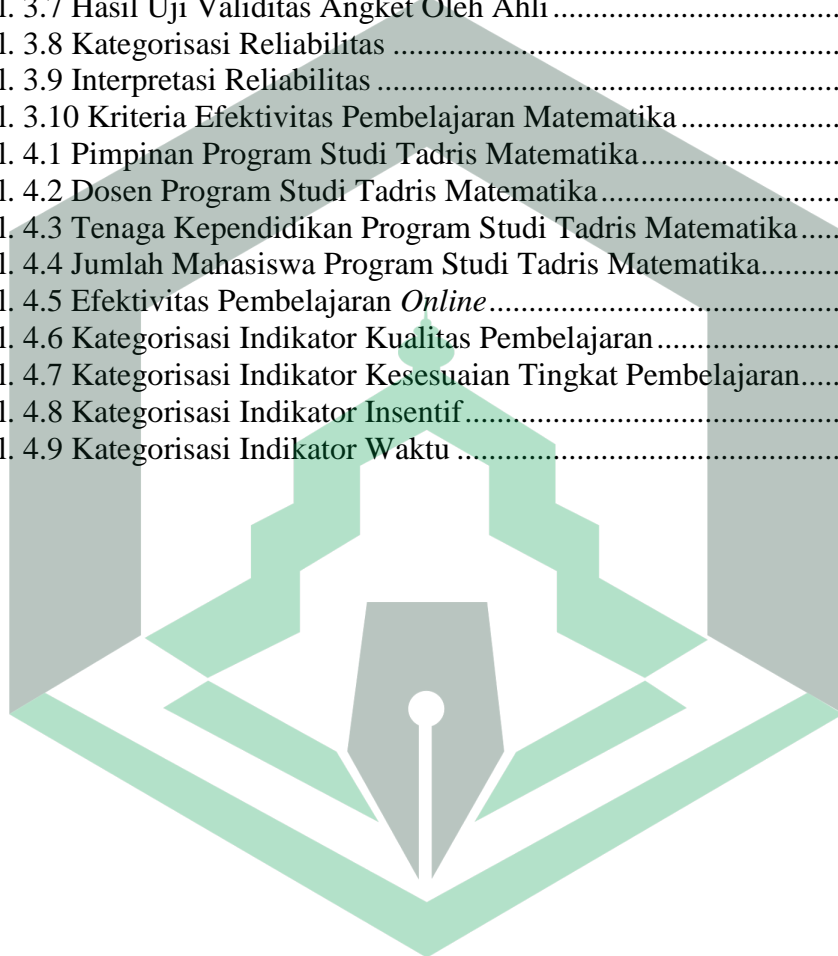 l. 3.7 Hasil Uji Validitas Angket Oleh Ahli
l. 3.8 Kategorisasi Reliabilitas
l. 3.9 Interpretasi Reliabilitas
l. 3.10 Kriteria Efektivitas Pembelajaran Matematika
l. 4.1 Pimpinan Program Studi Tadris Matematika
l. 4.2 Dosen Program Studi Tadris Matematika
l. 4.3 Tenaga Kependidikan Program Studi Tadris Matematika
l. 4.4 Jumlah Mahasiswa Program Studi Tadris Matematika
l. 4.5 Efektivitas Pembelajaran Online
l. 4.6 Kategorisasi Indikator Kualitas Pembelajaran
l. 4.7 Kategorisasi Indikator Kesesuaian Tingkat Pembelajaran
l. 4.8 Kategorisasi Indikator Insentif
l. 4.9 Kategorisasi Indikator Waktu